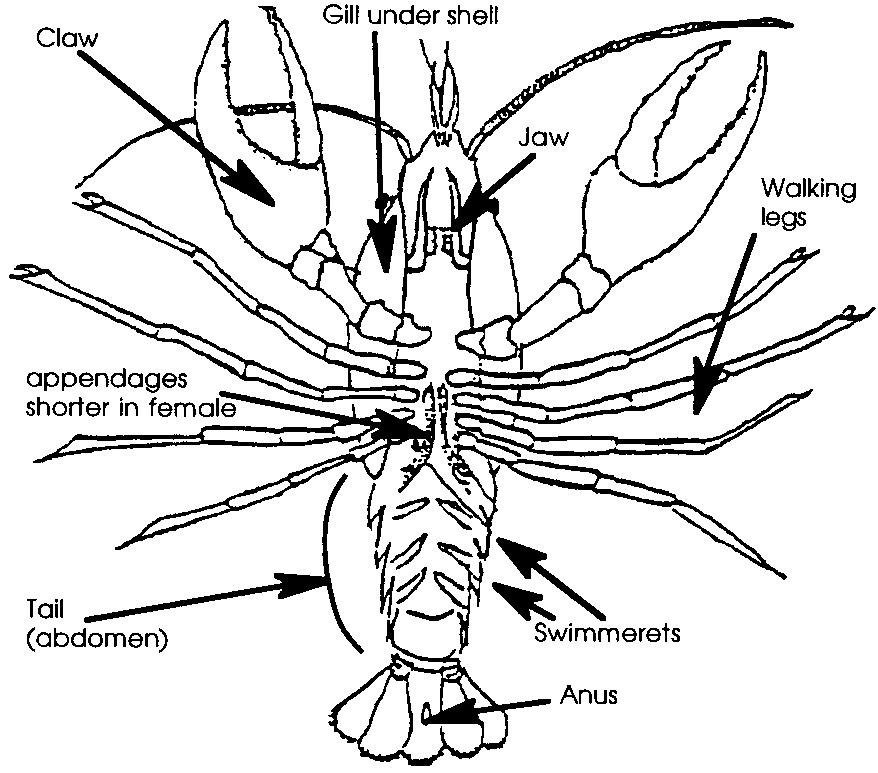 Gill under shell
Claw
Jaw
Walking
legs
appendages
shorter in female
Tail
(abdomen)
Swimmerets
Anus